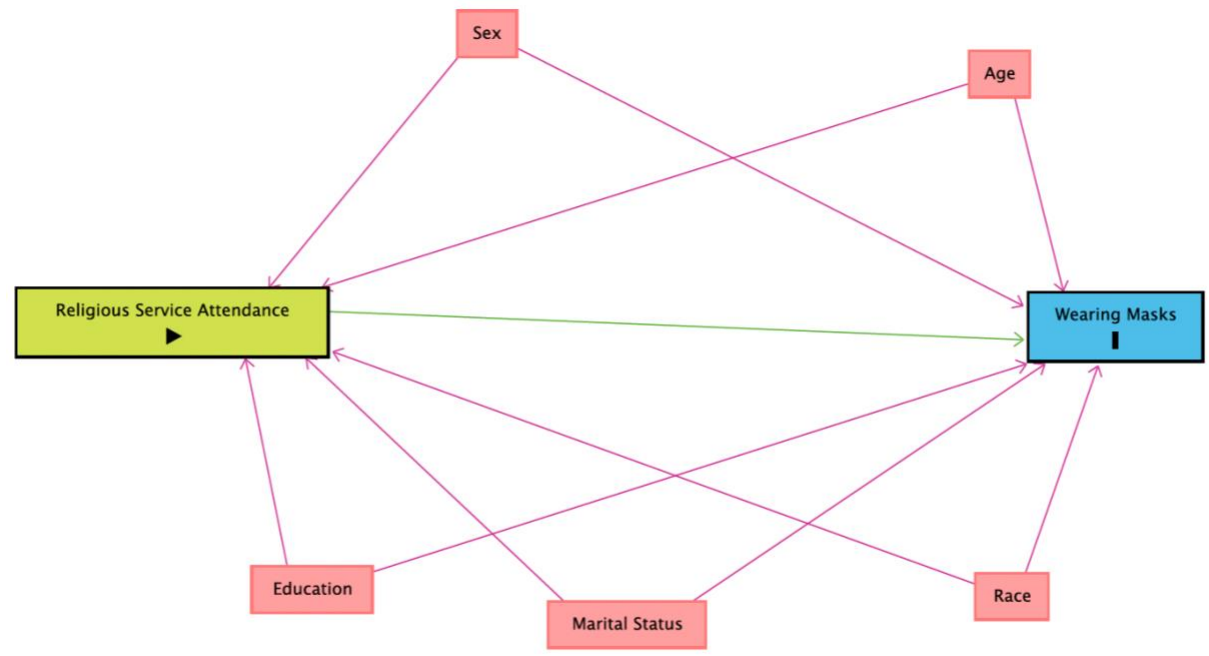 Sex
Age
Religious Service Attendance
Wearing Masks
Education
Marital Status
Race